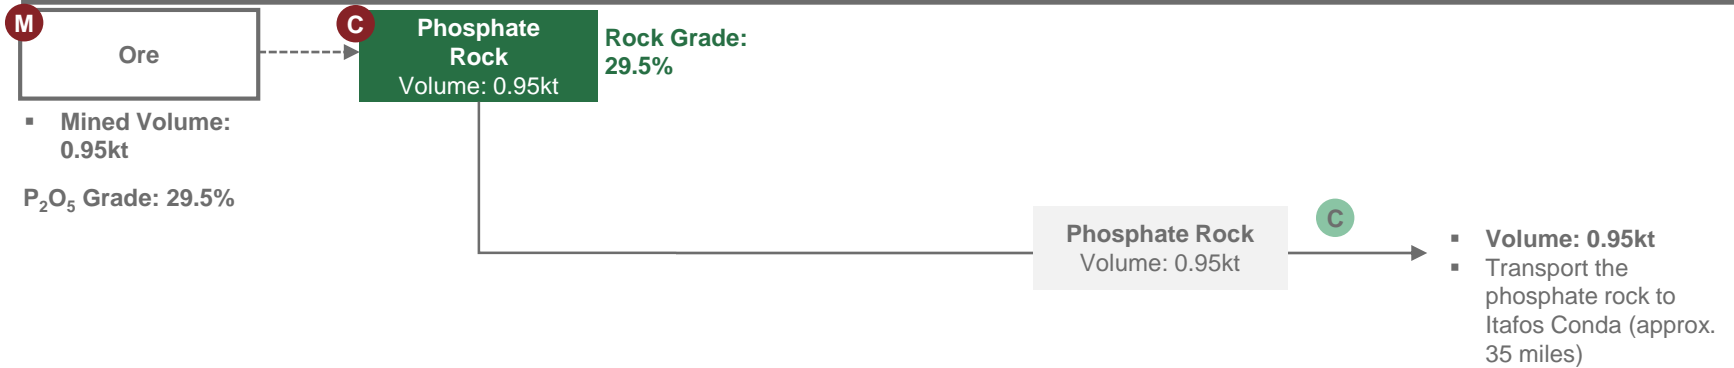 M
Ore
C
Phosphate
Rock
Volume: 0.95kt
Rock Grade:
29.5%
▪ Mined Volume:
0.95kt
P₂O₅ Grade: 29.5%
Phosphate Rock
Volume: 0.95kt
C
▪ Volume: 0.95kt
▪ Transport the
phosphate rock to
Itafos Conda (approx.
35 miles)